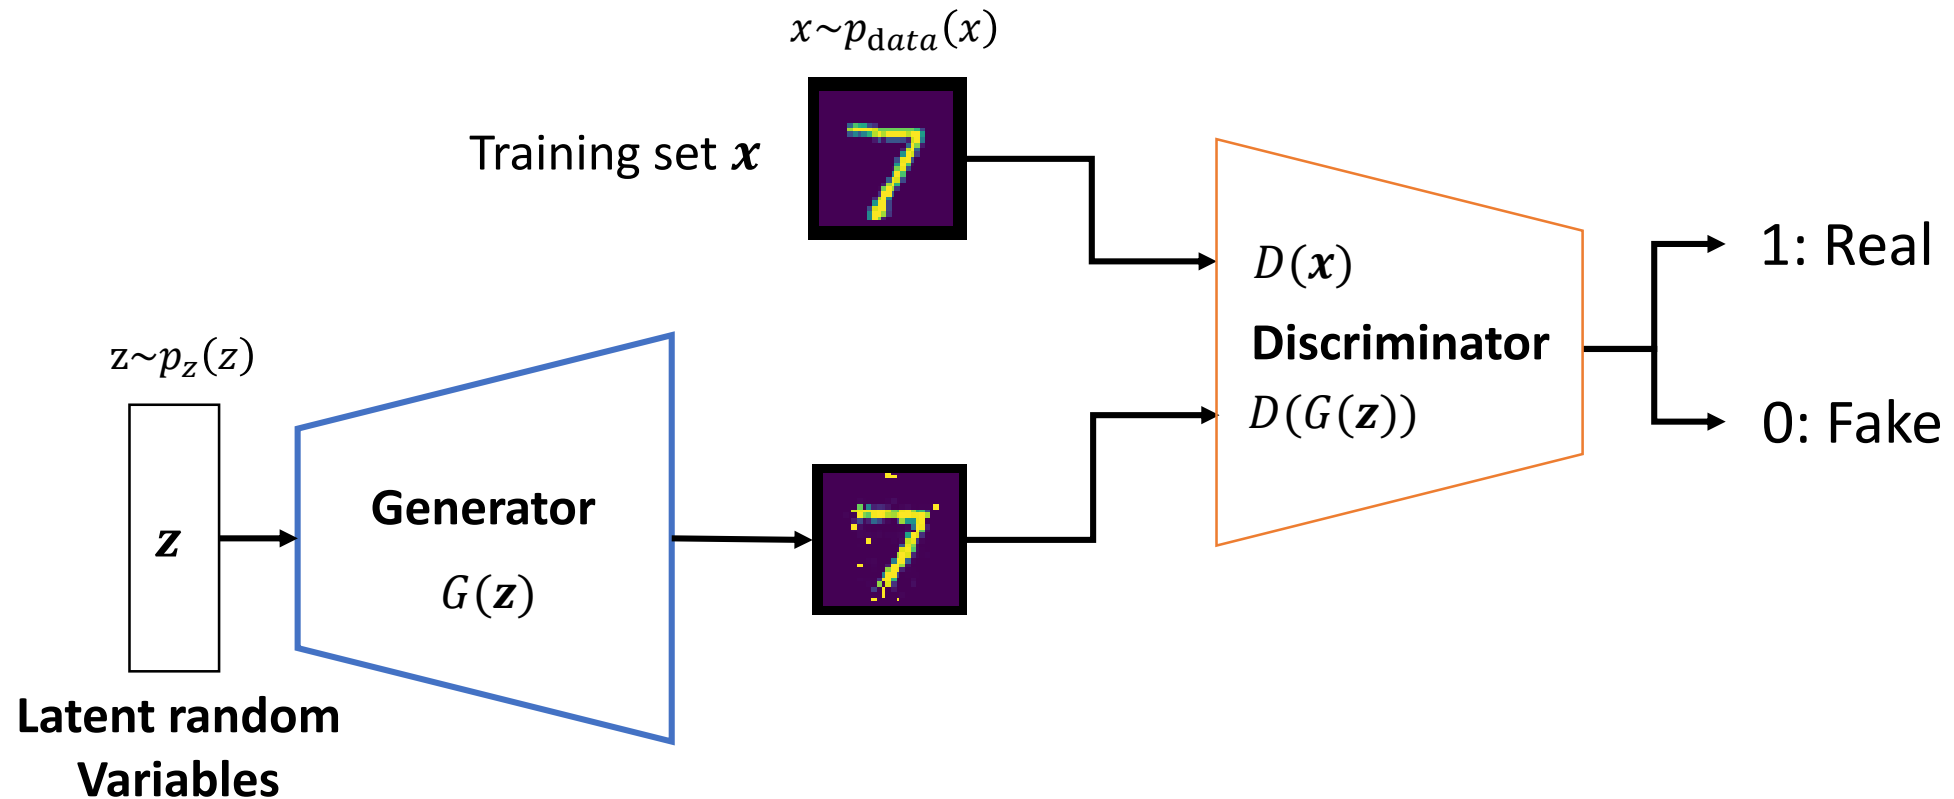 x~p_data(x)
Training set x
1: Real
D(x)
Discriminator
D(G(z))
0: Fake
z~p_z(z)
Generator
z
G(z)
Latent random
Variables